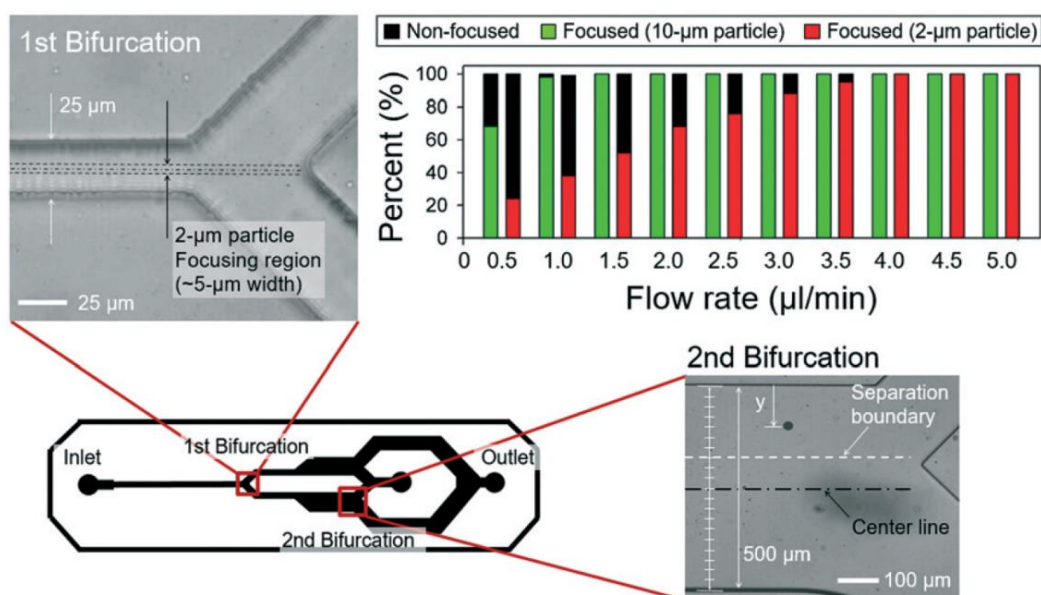 1st Bifurcation
25 µm
2-µm particle
Focusing region
(~5-µm width)
25 µm
Non-focused
Focused (10-µm particle)
Focused (2-µm particle)
Percent (%)
100
80
60
40
20
0
0 0.5 1.0 1.5 2.0 2.5 3.0 3.5 4.0 4.5 5.0
Flow rate (µl/min)
1st Bifurcation
Inlet
Outlet
2nd Bifurcation
2nd Bifurcation
y
Separation
boundary
Center line
500 µm
100 µm